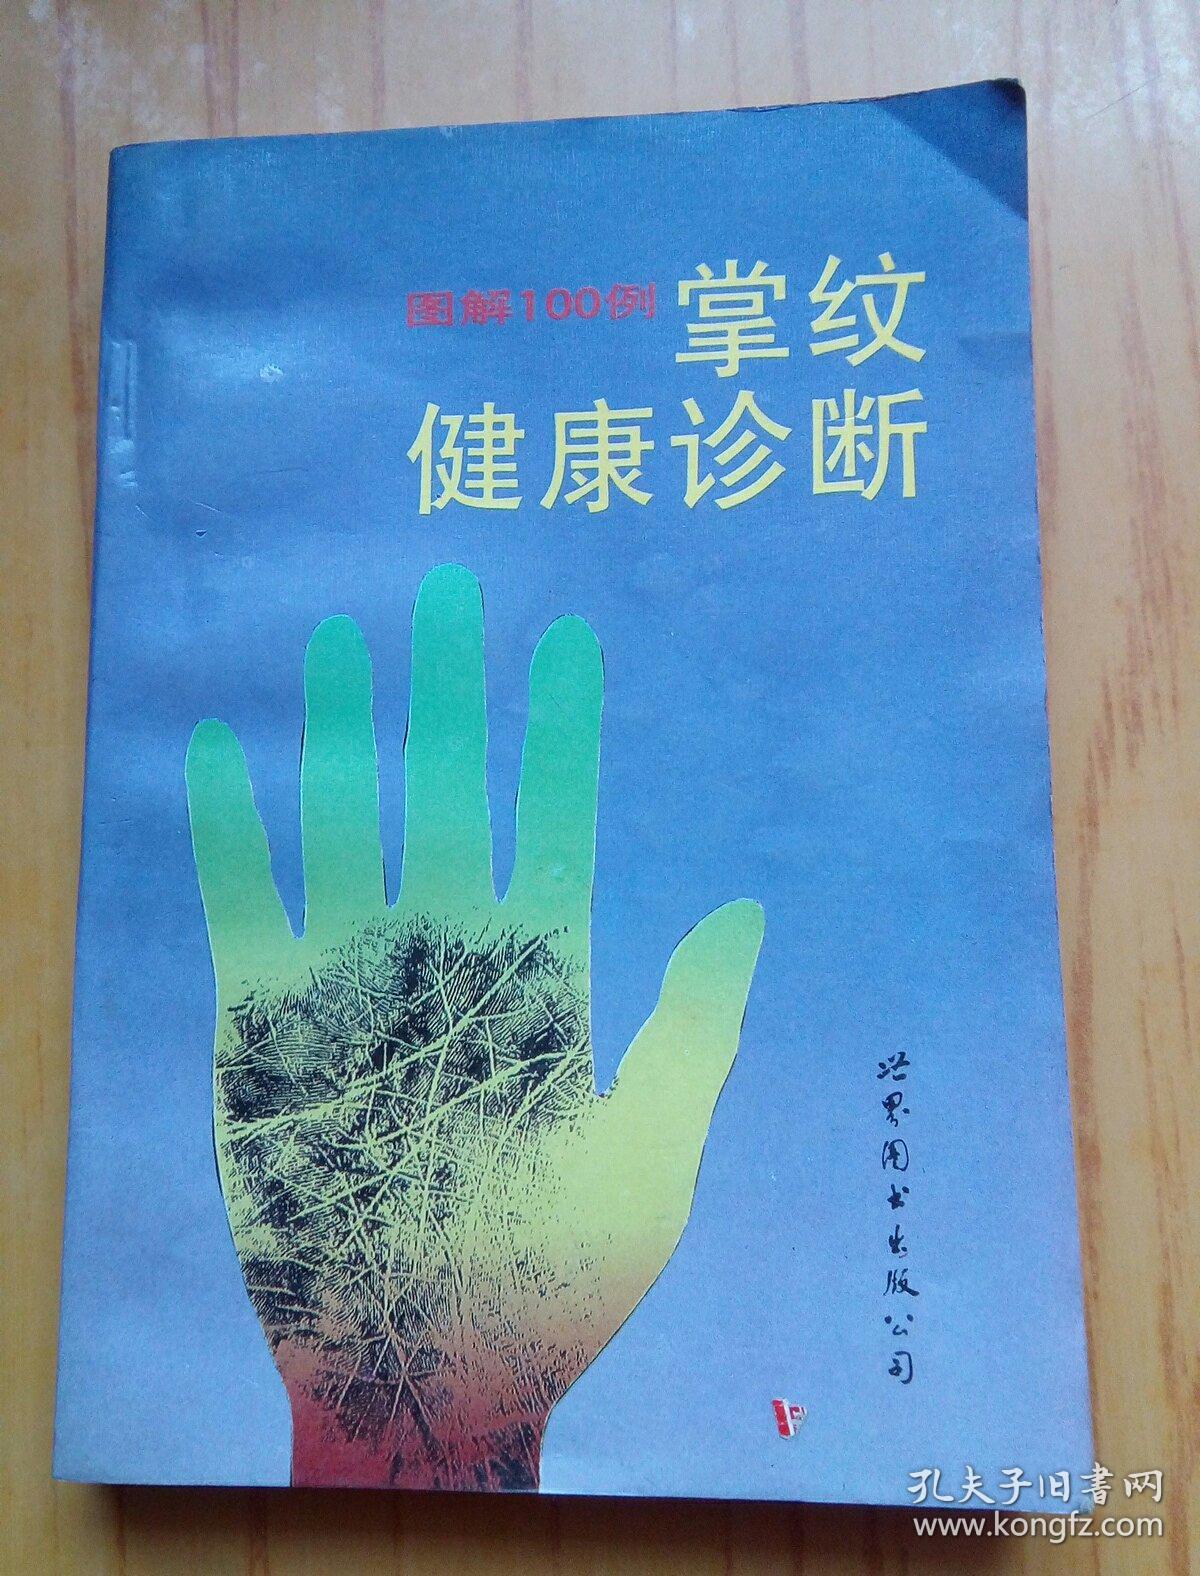 图解100例 掌纹
健康诊断
世界图书出版公司
孔夫子旧书网
www.kongfz.com